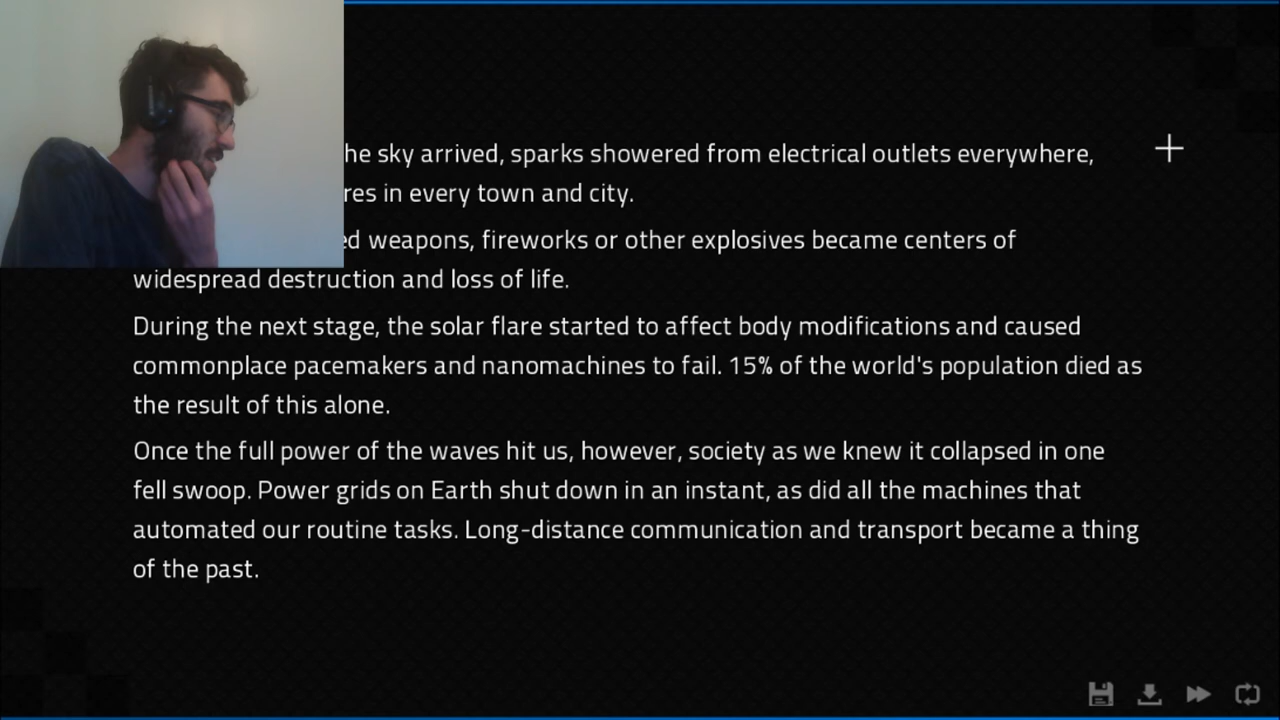 he sky arrived, sparks showered from electrical outlets everywhere,
res in every town and city.
ed weapons, fireworks or other explosives became centers of
widespread destruction and loss of life.
During the next stage, the solar flare started to affect body modifications and caused
commonplace pacemakers and nanomachines to fail. 15% of the world's population died as
the result of this alone.
Once the full power of the waves hit us, however, society as we knew it collapsed in one
fell swoop. Power grids on Earth shut down in an instant, as did all the machines that
automated our routine tasks. Long-distance communication and transport became a thing
of the past.